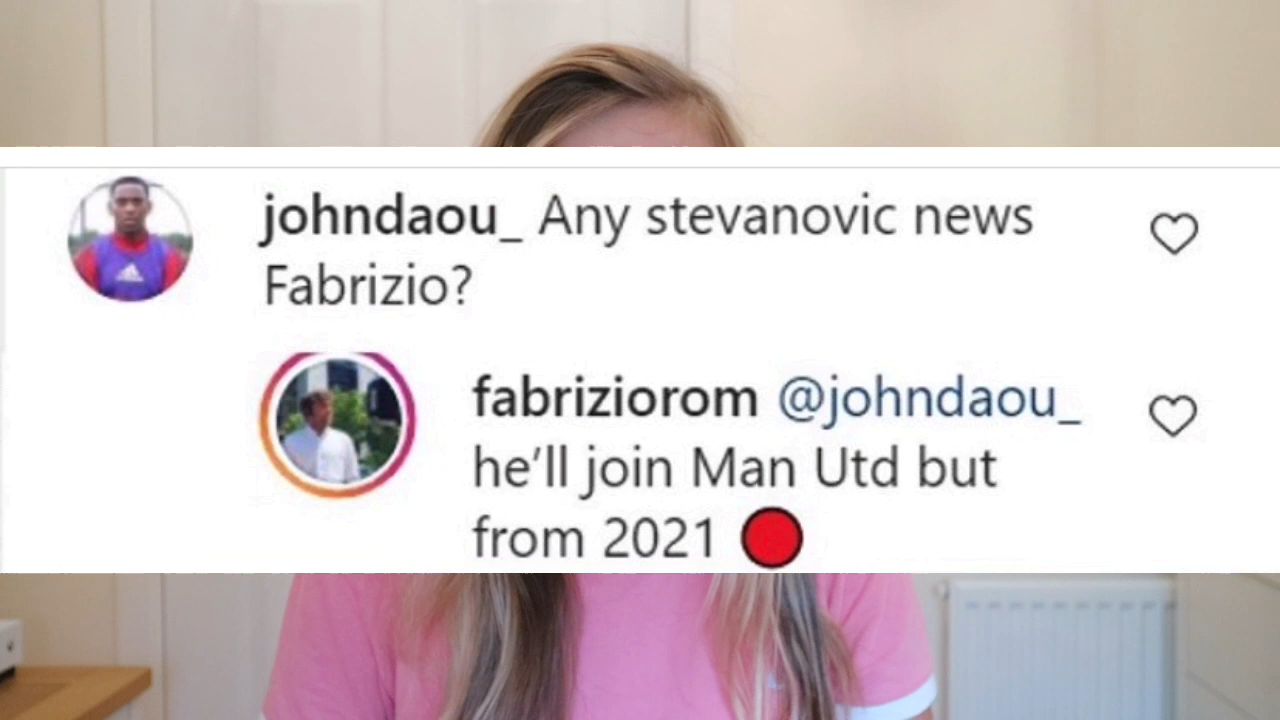 johndaou_ Any stevanovic news
Fabrizio?
fabriziorom @johndaou_
he’ll join Man Utd but
from 2021 🔴